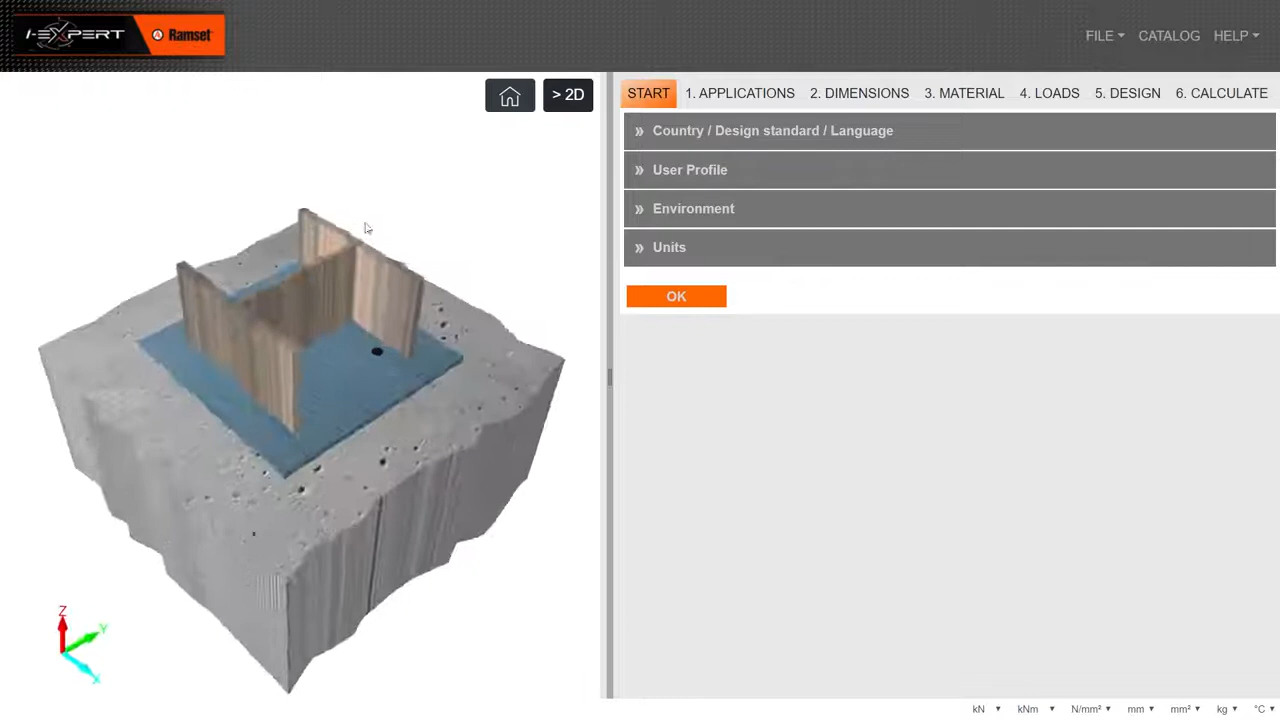 I-EXPERT Ramset
FILE CATALOG HELP
> 2D
START 1. APPLICATIONS 2. DIMENSIONS 3. MATERIAL 4. LOADS 5. DESIGN 6. CALCULATE
Country / Design standard / Language
User Profile
Environment
Units
OK
Z
Y
X
kN kNm N/mm² mm mm² kg °C